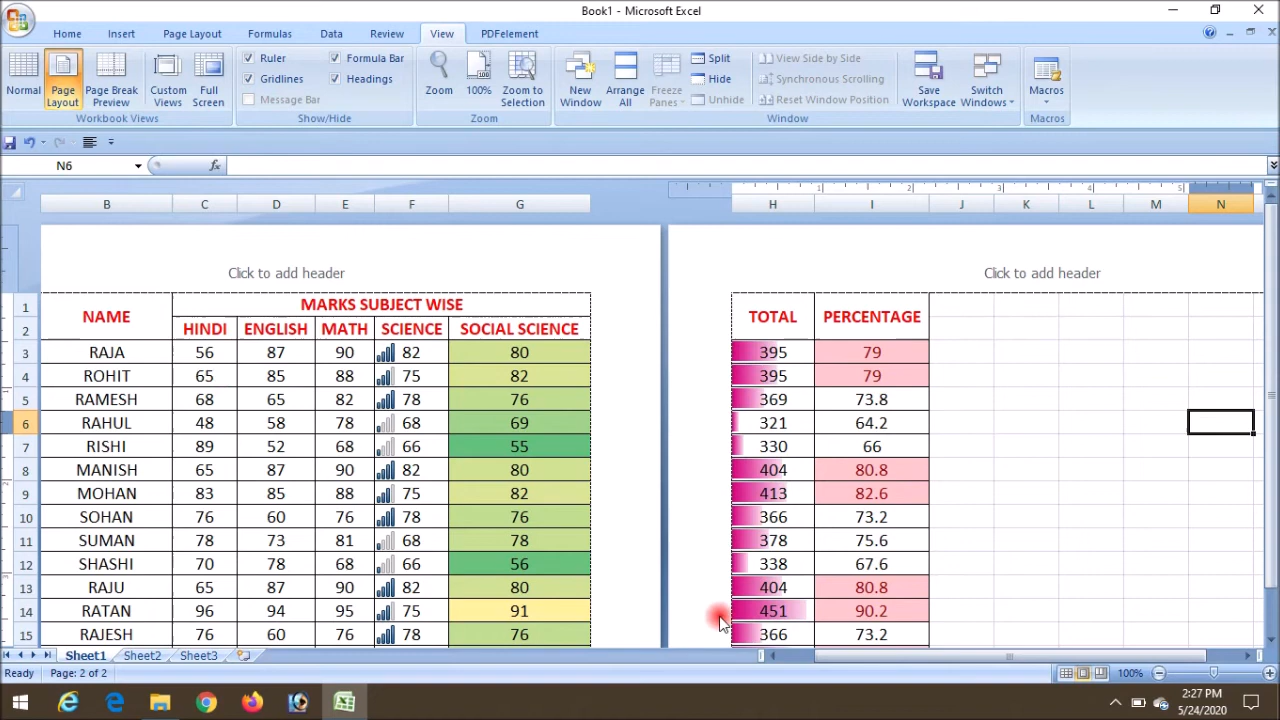 Book1 - Microsoft Excel
Home Insert Page Layout Formulas Data Review View PDFelement
Normal Page Layout Page Break Preview Custom Views Full Screen
Workbook Views
Ruler Formula Bar
Gridlines Headings
Message Bar
Show/Hide
Zoom 100% Zoom to Selection
Zoom
New Window Arrange All Freeze Panes Split Hide Unhide
View Side by Side
Synchronous Scrolling
Reset Window Position
Save Workspace Switch Windows
Window
Macros
Macros
N6 fx
1 2 4 5
B C D E F G H I J K L M N
Click to add header Click to add header
1 NAME MARKS SUBJECT WISE TOTAL PERCENTAGE
2 HINDI ENGLISH MATH SCIENCE SOCIAL SCIENCE
3 RAJA 56 87 90 82 80 395 79
4 ROHIT 65 85 88 75 82 395 79
5 RAMESH 68 65 82 78 76 369 73.8
6 RAHUL 48 58 78 68 69 321 64.2
7 RISHI 89 52 68 66 55 330 66
8 MANISH 65 87 90 82 80 404 80.8
9 MOHAN 83 85 88 75 82 413 82.6
10 SOHAN 76 60 76 78 76 366 73.2
11 SUMAN 78 73 81 68 78 378 75.6
12 SHASHI 70 78 68 66 56 338 67.6
13 RAJU 65 87 90 82 80 404 80.8
14 RATAN 96 94 95 75 91 451 90.2
15 RAJESH 76 60 76 78 76 366 73.2
Sheet1 Sheet2 Sheet3
Ready Page: 2 of 2 100%
2:27 PM
5/24/2020